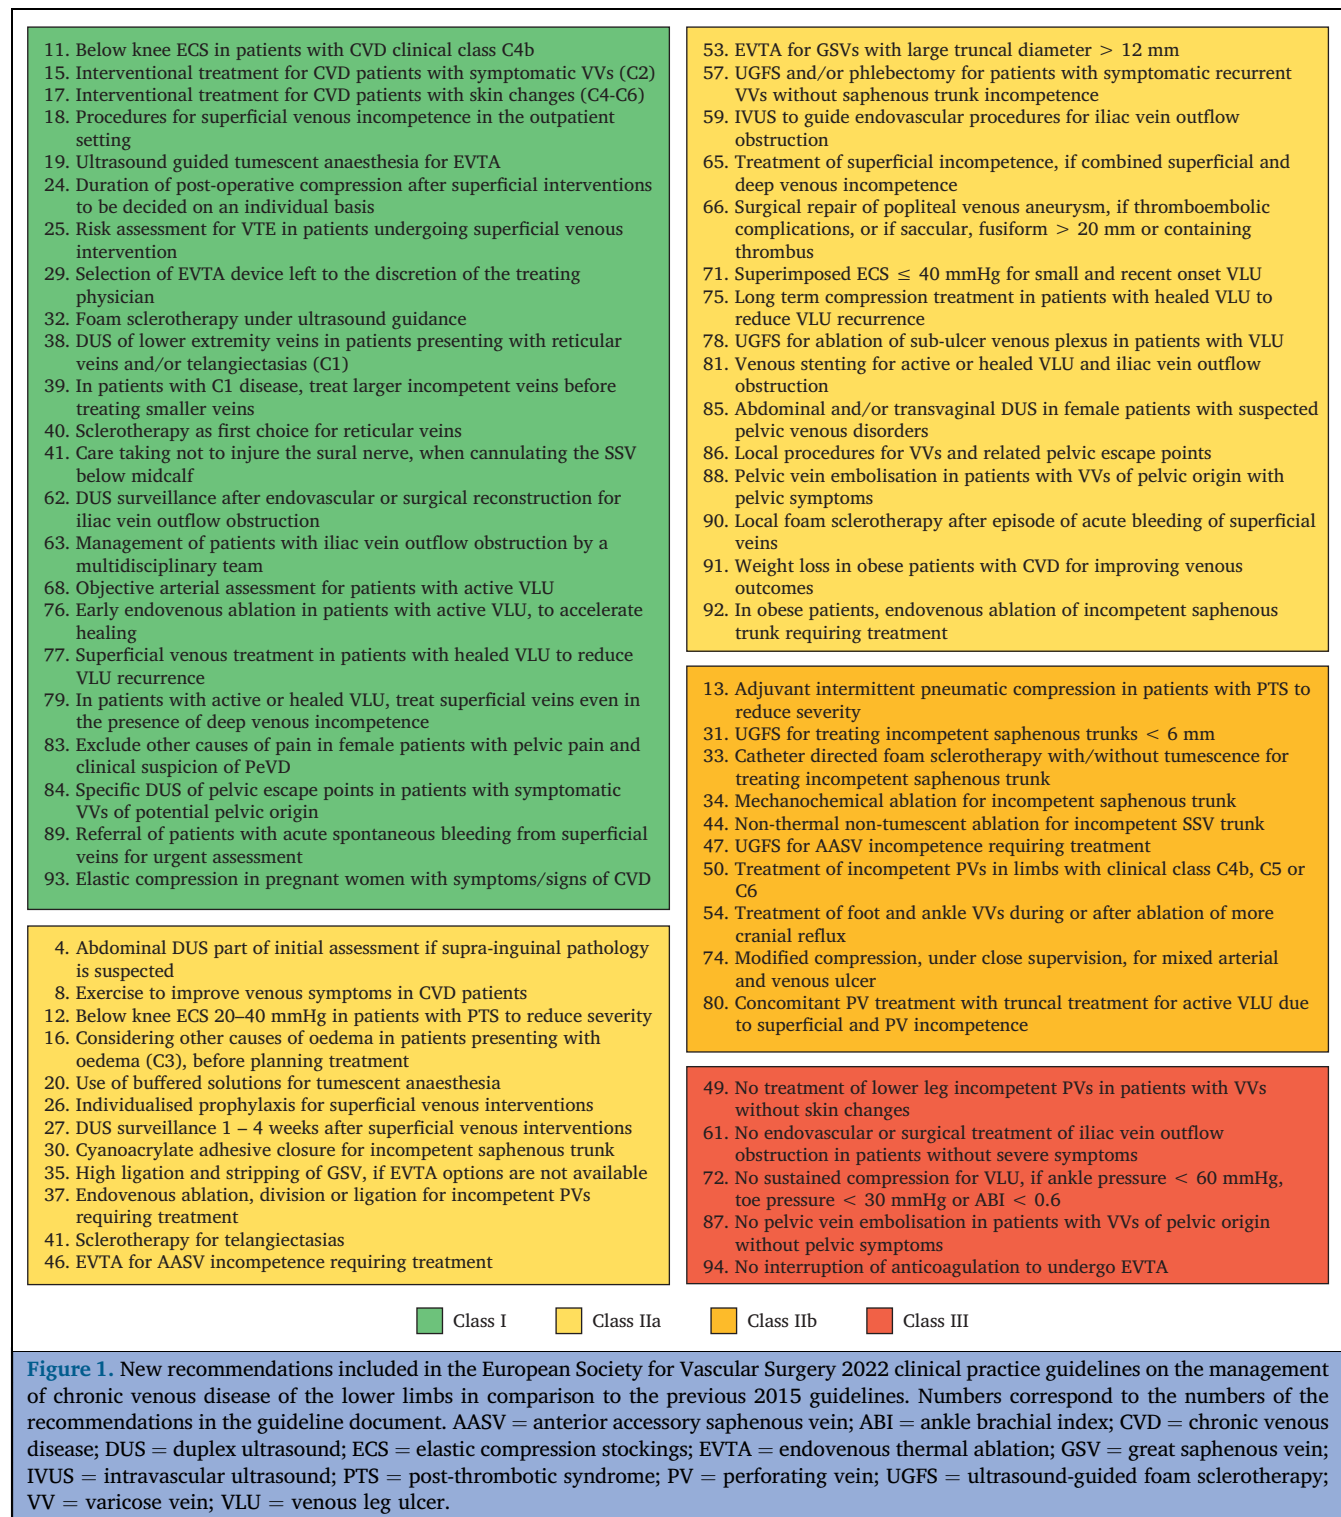 11. Below knee ECS in patients with CVD clinical class C4b
15. Interventional treatment for CVD patients with symptomatic VVs (C2)
17. Interventional treatment for CVD patients with skin changes (C4-C6)
18. Procedures for superficial venous incompetence in the outpatient
setting
19. Ultrasound guided tumescent anaesthesia for EVTA
24. Duration of post-operative compression after superficial interventions
to be decided on an individual basis
25. Risk assessment for VTE in patients undergoing superficial venous
intervention
29. Selection of EVTA device left to the discretion of the treating
physician
32. Foam sclerotherapy under ultrasound guidance
38. DUS of lower extremity veins in patients presenting with reticular
veins and/or telangiectasias (C1)
39. In patients with C1 disease, treat larger incompetent veins before
treating smaller veins
40. Sclerotherapy as first choice for reticular veins
41. Care taking not to injure the sural nerve, when cannulating the SSV
below midcalf
62. DUS surveillance after endovascular or surgical reconstruction for
iliac vein outflow obstruction
63. Management of patients with iliac vein outflow obstruction by a
multidisciplinary team
68. Objective arterial assessment for patients with active VLU
76. Early endovenous ablation in patients with active VLU, to accelerate
healing
77. Superficial venous treatment in patients with healed VLU to reduce
VLU recurrence
79. In patients with active or healed VLU, treat superficial veins even in
the presence of deep venous incompetence
83. Exclude other causes of pain in female patients with pelvic pain and
clinical suspicion of PeVD
84. Specific DUS of pelvic escape points in patients with symptomatic
VVs of potential pelvic origin
89. Referral of patients with acute spontaneous bleeding from superficial
veins for urgent assessment
93. Elastic compression in pregnant women with symptoms/signs of CVD
4. Abdominal DUS part of initial assessment if supra-inguinal pathology
is suspected
8. Exercise to improve venous symptoms in CVD patients
12. Below knee ECS 20–40 mmHg in patients with PTS to reduce severity
16. Considering other causes of oedema in patients presenting with
oedema (C3), before planning treatment
20. Use of buffered solutions for tumescent anaesthesia
26. Individualised prophylaxis for superficial venous interventions
27. DUS surveillance 1 – 4 weeks after superficial venous interventions
30. Cyanoacrylate adhesive closure for incompetent saphenous trunk
35. High ligation and stripping of GSV, if EVTA options are not available
37. Endovenous ablation, division or ligation for incompetent PVs
requiring treatment
41. Sclerotherapy for telangiectasias
46. EVTA for AASV incompetence requiring treatment
53. EVTA for GSVs with large truncal diameter > 12 mm
57. UGFS and/or phlebectomy for patients with symptomatic recurrent
VVs without saphenous trunk incompetence
59. IVUS to guide endovascular procedures for iliac vein outflow
obstruction
65. Treatment of superficial incompetence, if combined superficial and
deep venous incompetence
66. Surgical repair of popliteal venous aneurysm, if thromboembolic
complications, or if saccular, fusiform > 20 mm or containing
thrombus
71. Superimposed ECS ≤ 40 mmHg for small and recent onset VLU
75. Long term compression treatment in patients with healed VLU to
reduce VLU recurrence
78. UGFS for ablation of sub-ulcer venous plexus in patients with VLU
81. Venous stenting for active or healed VLU and iliac vein outflow
obstruction
85. Abdominal and/or transvaginal DUS in female patients with suspected
pelvic venous disorders
86. Local procedures for VVs and related pelvic escape points
88. Pelvic vein embolisation in patients with VVs of pelvic origin with
pelvic symptoms
90. Local foam sclerotherapy after episode of acute bleeding of superficial
veins
91. Weight loss in obese patients with CVD for improving venous
outcomes
92. In obese patients, endovenous ablation of incompetent saphenous
trunk requiring treatment
13. Adjuvant intermittent pneumatic compression in patients with PTS to
reduce severity
31. UGFS for treating incompetent saphenous trunks < 6 mm
33. Catheter directed foam sclerotherapy with/without tumescence for
treating incompetent saphenous trunk
34. Mechanochemical ablation for incompetent saphenous trunk
44. Non-thermal non-tumescent ablation for incompetent SSV trunk
47. UGFS for AASV incompetence requiring treatment
50. Treatment of incompetent PVs in limbs with clinical class C4b, C5 or
C6
54. Treatment of foot and ankle VVs during or after ablation of more
cranial reflux
74. Modified compression, under close supervision, for mixed arterial
and venous ulcer
80. Concomitant PV treatment with truncal treatment for active VLU due
to superficial and PV incompetence
49. No treatment of lower leg incompetent PVs in patients with VVs
without skin changes
61. No endovascular or surgical treatment of iliac vein outflow
obstruction in patients without severe symptoms
72. No sustained compression for VLU, if ankle pressure < 60 mmHg,
toe pressure < 30 mmHg or ABI < 0.6
87. No pelvic vein embolisation in patients with VVs of pelvic origin
without pelvic symptoms
94. No interruption of anticoagulation to undergo EVTA
Class I Class IIa Class IIb Class III
Figure 1. New recommendations included in the European Society for Vascular Surgery 2022 clinical practice guidelines on the management
of chronic venous disease of the lower limbs in comparison to the previous 2015 guidelines. Numbers correspond to the numbers of the
recommendations in the guideline document. AASV = anterior accessory saphenous vein; ABI = ankle brachial index; CVD = chronic venous
disease; DUS = duplex ultrasound; ECS = elastic compression stockings; EVTA = endovenous thermal ablation; GSV = great saphenous vein;
IVUS = intravascular ultrasound; PTS = post-thrombotic syndrome; PV = perforating vein; UGFS = ultrasound-guided foam sclerotherapy;
VV = varicose vein; VLU = venous leg ulcer.